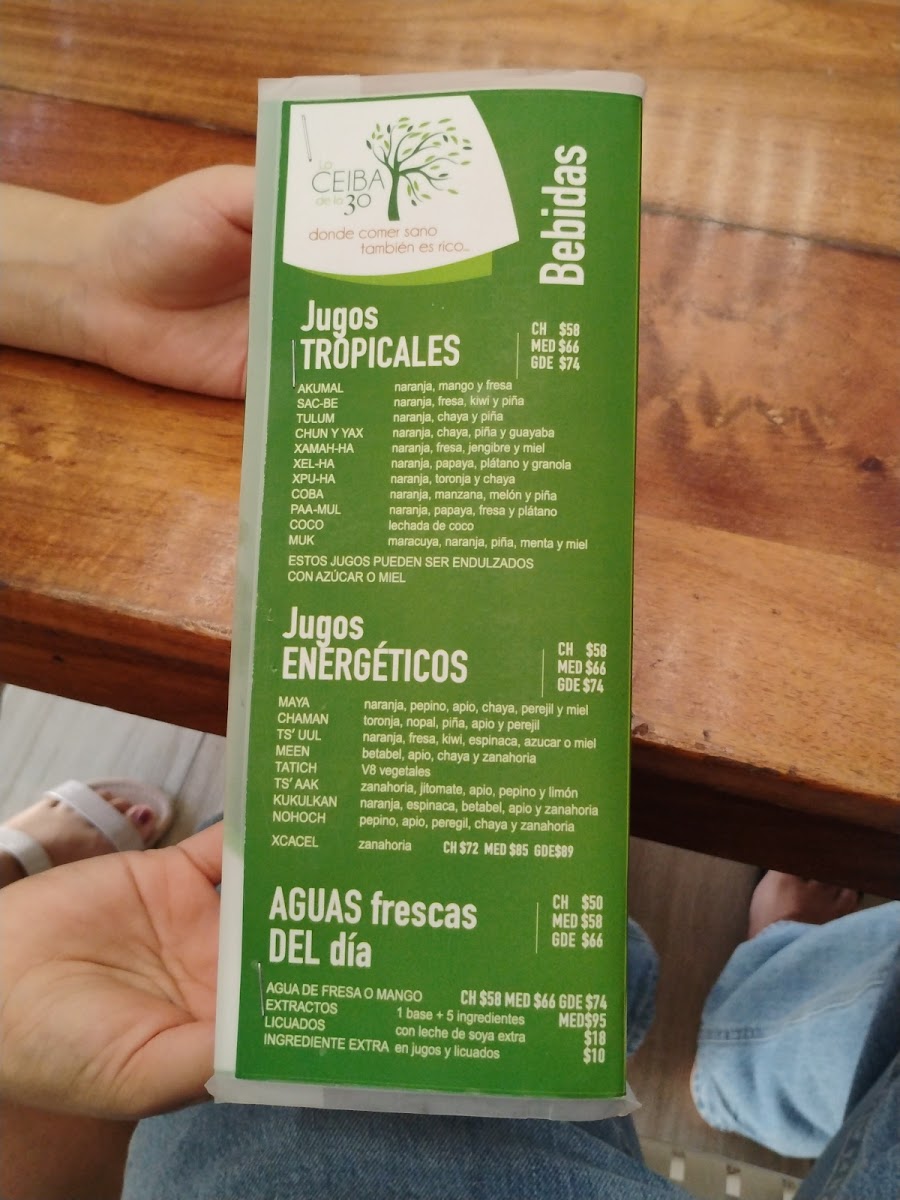 La
CEIBA
de la 30
donde comer sano
también es rico...
Bebidas
Jugos
TROPICALES
CH $58
MED $66
GDE $74
AKUMAL naranja, mango y fresa
SAC-BE naranja, fresa, kiwi y piña
TULUM naranja, chaya y piña
CHUN Y YAX naranja, chaya, piña y guayaba
XAMAH-HA naranja, fresa, jengibre y miel
XEL-HA naranja, papaya, plátano y granola
XPU-HA naranja, toronja y chaya
COBA naranja, manzana, melón y piña
PAA-MUL naranja, papaya, fresa y plátano
COCO lechada de coco
MUK maracuya, naranja, piña, menta y miel
ESTOS JUGOS PUEDEN SER ENDULZADOS
CON AZÚCAR O MIEL
Jugos
ENERGÉTICOS
CH $58
MED $66
GDE $74
MAYA naranja, pepino, apio, chaya, perejil y miel
CHAMAN toronja, nopal, piña, apio y perejil
TS' UUL naranja, fresa, kiwi, espinaca, azucar o miel
MEEN betabel, apio, chaya y zanahoria
TATICH V8 vegetales
TS' AAK zanahoria, jitomate, apio, pepino y limón
KUKULKAN naranja, espinaca, betabel, apio y zanahoria
NOHOCH pepino, apio, peregil, chaya y zanahoria
XCACEL zanahoria CH $72 MED $85 GDE$89
AGUAS frescas
DEL día
CH $50
MED $58
GDE $66
AGUA DE FRESA O MANGO CH $58 MED $66 GDE $74
EXTRACTOS 1 base + 5 ingredientes MED$95
LICUADOS con leche de soya extra $18
INGREDIENTE EXTRA en jugos y licuados $10